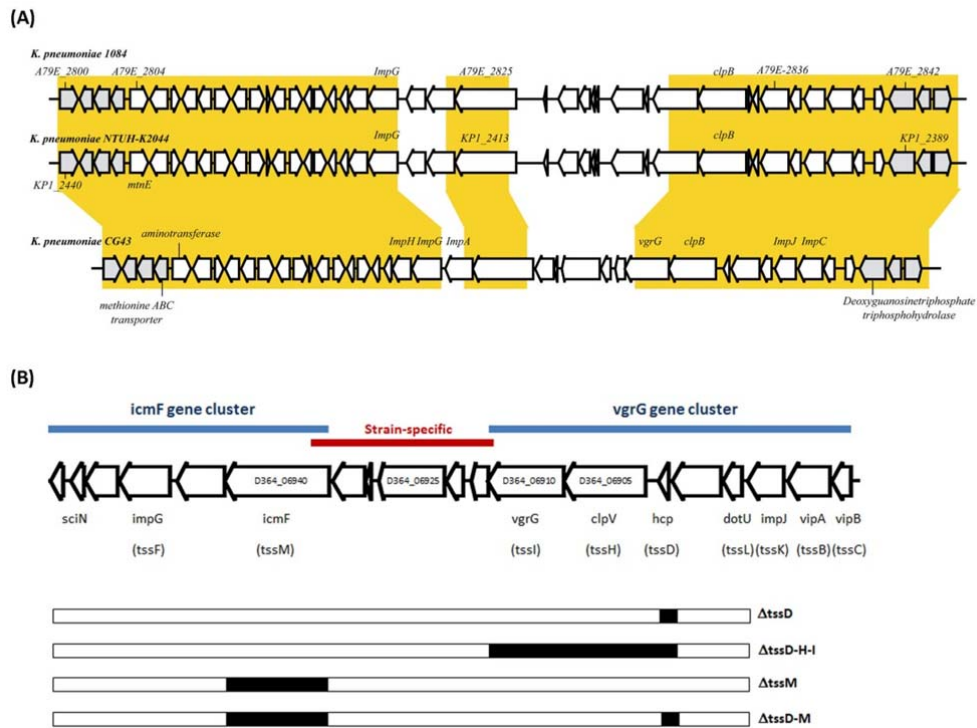 (A)
K. pneumoniae 1084
A79E_2800 A79E_2804 ImpG A79E_2825 clpB A79E-2836 A79E_2842
K. pneumoniae NTUH-K2044 ImpG KP1_2413 clpB KP1_2389
KP1_2440 mtnE
K. pneumoniae CG43 aminotransferase ImpH ImpG ImpA vgrG clpB ImpJ ImpC
methionine ABC
transporter
Deoxyguanosinetriphosphate
triphosphohydrolase
(B)
icmF gene cluster vgrG gene cluster
Strain-specific
D364_06940 D364_06925 D364_06910 D364_06905
sciN impG icmF vgrG clpV hcp dotU impJ vipA vipB
(tssF) (tssM) (tssI) (tssH) (tssD) (tssL) (tssK) (tssB) (tssC)
ΔtssD
ΔtssD-H-I
ΔtssM
ΔtssD-M